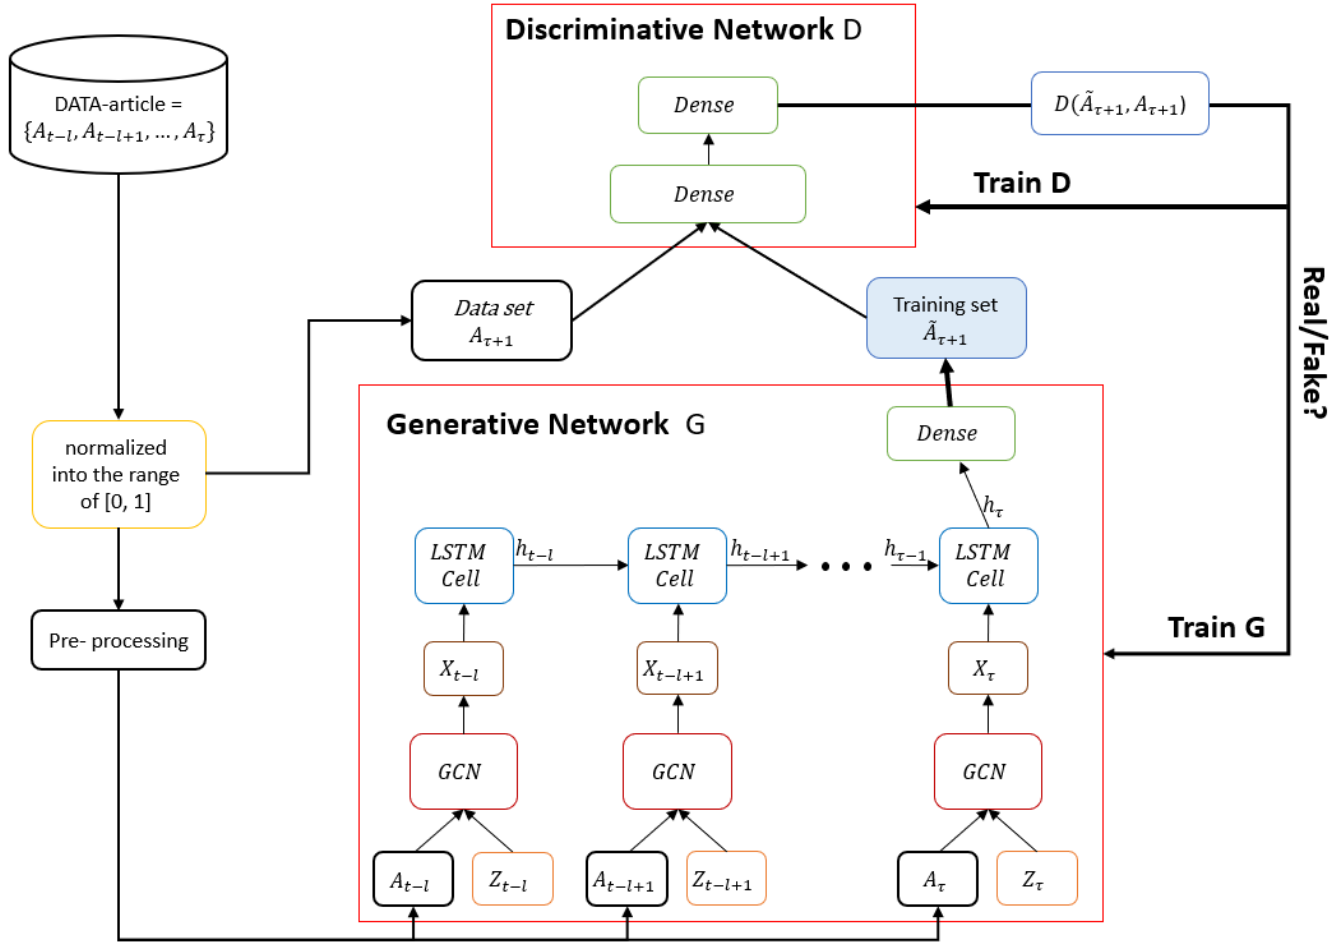 Discriminative Network D
DATA-article =
{A_{t−l}, A_{t−l+1}, ... , A_τ}
Dense
D(Ã_{τ+1}, A_{τ+1})
Dense
Train D
Data set
A_{τ+1}
Training set
Ã_{τ+1}
Real/Fake?
Generative Network G
Dense
normalized
into the range
of [0, 1]
h_τ
LSTM
Cell
h_{t−l}
LSTM
Cell
h_{t−l+1}
• • •
h_{τ−1}
LSTM
Cell
Pre- processing
Train G
X_{t−l}
X_{t−l+1}
X_τ
GCN
GCN
GCN
A_{t−l}
Z_{t−l}
A_{t−l+1}
Z_{t−l+1}
A_τ
Z_τ